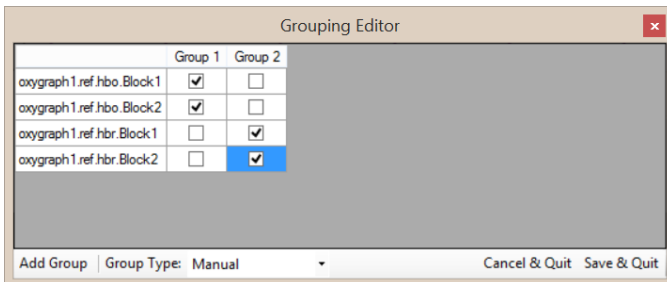 Grouping Editor
Group 1 Group 2
oxygraph1.ref.hbo.Block1
oxygraph1.ref.hbo.Block2
oxygraph1.ref.hbr.Block1
oxygraph1.ref.hbr.Block2
Add Group Group Type: Manual Cancel & Quit Save & Quit